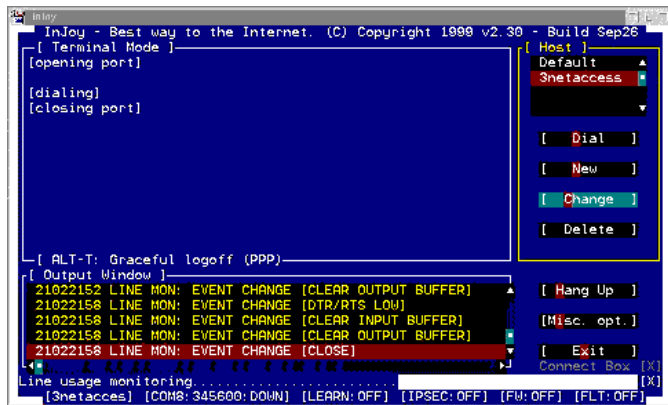 InJoy
InJoy - Best way to the Internet. (C) Copyright 1999 v2.30 - Build Sep26
[ Terminal Mode ]
[opening port]
[dialing]
[closing port]
[ ALT-T: Graceful logoff (PPP)
[ Host ]
Default
3netaccess
[ Dial ]
[ New ]
[ Change ]
[ Delete ]
[ Output Window ]
21022152 LINE MON: EVENT CHANGE [CLEAR OUTPUT BUFFER]
21022158 LINE MON: EVENT CHANGE [DTR/RTS LOW]
21022158 LINE MON: EVENT CHANGE [CLEAR INPUT BUFFER]
21022158 LINE MON: EVENT CHANGE [CLEAR OUTPUT BUFFER]
21022158 LINE MON: EVENT CHANGE [CLOSE]
[ Hang Up ]
[Misc. opt.]
[ Exit ]
Connect Box [X]
Line usage monitoring................... [X]
[3netacces] [COM8:345600:DOWN] [LEARN:OFF] [IPSEC:OFF] [FW:OFF] [FLT:OFF]